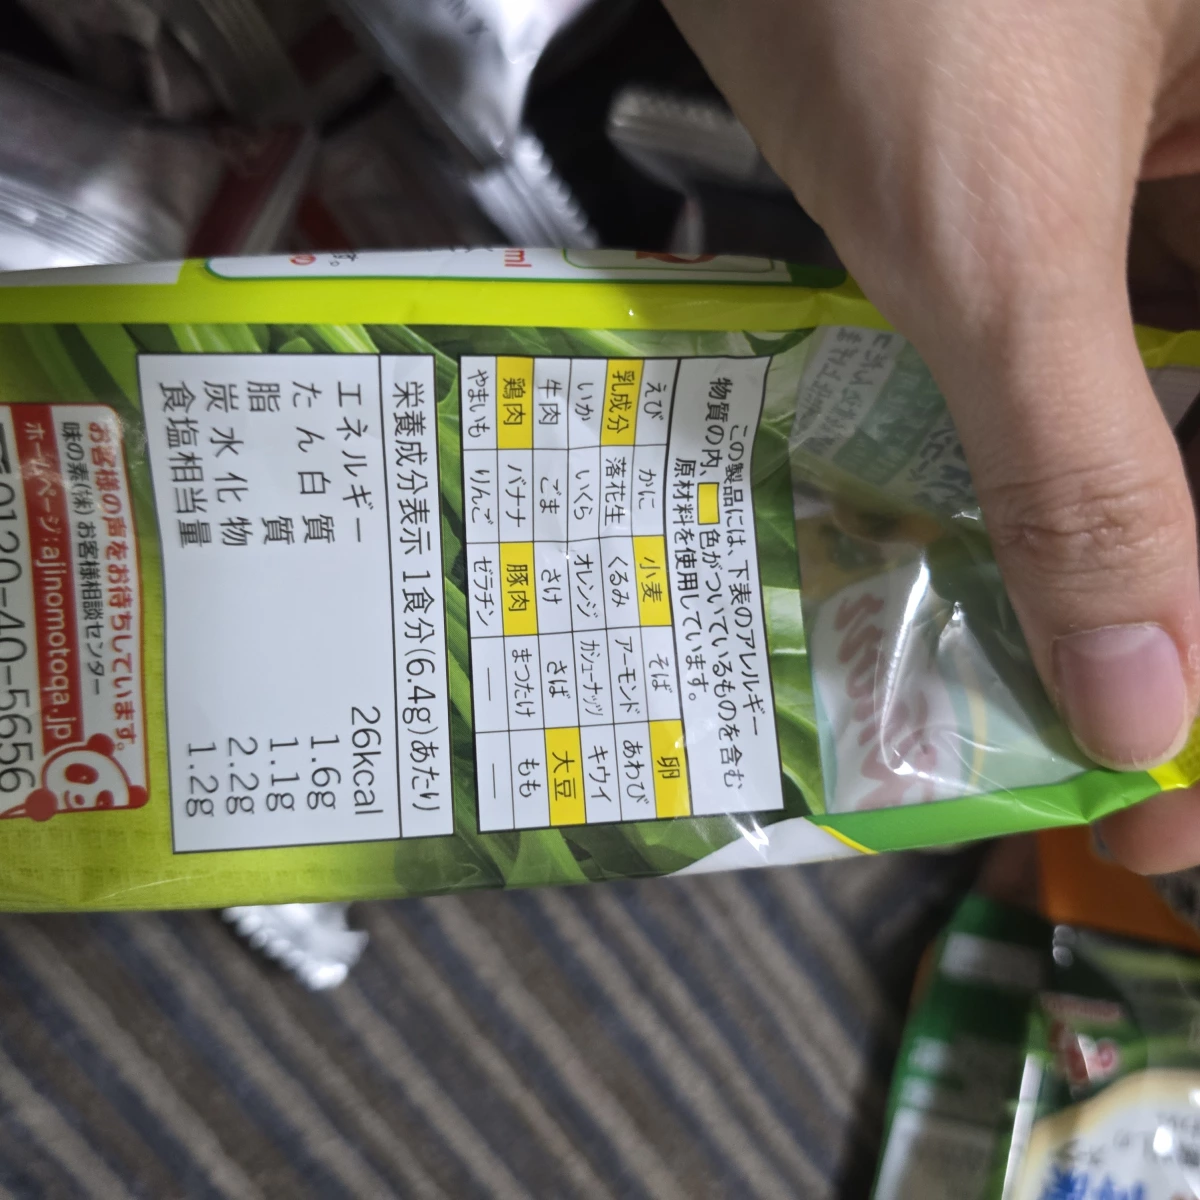 この製品には、下表のアレルギー
物質の内、 色がついているものを含む
原材料を使用しています。
えび かに 小麦 そば 卵
乳成分 落花生 くるみ アーモンド あわび
いか いくら オレンジ カシューナッツ キウイ
牛肉 ごま さけ さば 大豆
鶏肉 バナナ 豚肉 まつたけ もも
やまいも りんご ゼラチン — —
栄養成分表示 1食分(6.4g)あたり
エネルギー 26kcal
たん白質 1.6g
脂質 1.1g
炭水化物 2.2g
食塩相当量 1.2g
お客様の声をお待ちしています。
味の素(株)お客様相談センター
ホームページ:ajinomotoqa.jp
0120-40-5656
ml